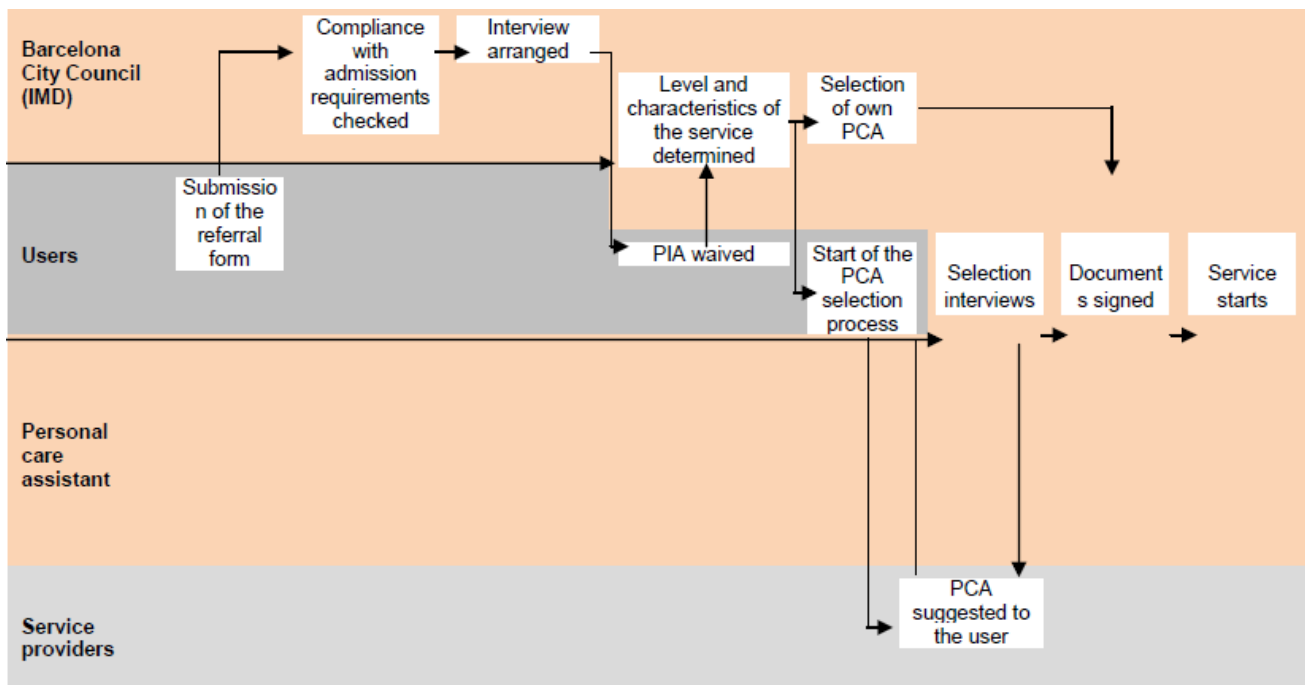 Barcelona
City Council
(IMD)
Compliance
with
admission
requirements
checked
Interview
arranged
Level and
characteristics of
the service
determined
Selection
of own
PCA
Users
Submissio
n of the
referral
form
PIA waived
Start of the
PCA
selection
process
Selection
interviews
Document
s signed
Service
starts
Personal
care
assistant
Service
providers
PCA
suggested to
the user